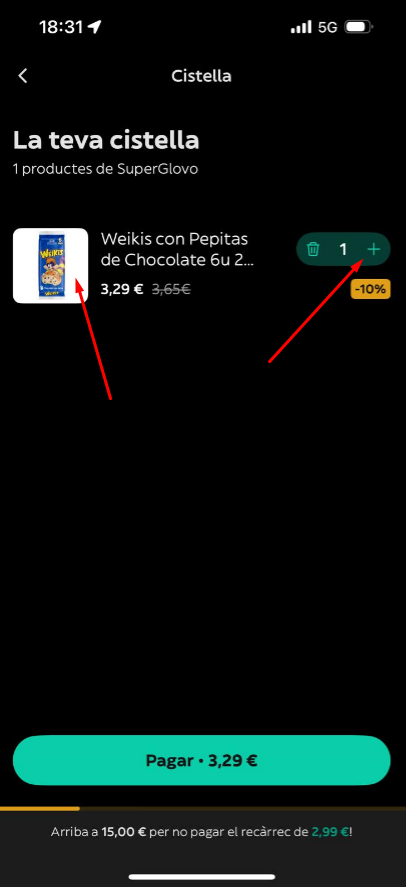 18:31
5G
Cistella
La teva cistella
1 productes de SuperGlovo
WEIKIS
Weikis con Pepitas
de Chocolate 6u 2...
1
+
3,29 € 3,65€
-10%
Pagar • 3,29 €
Arriba a 15,00 € per no pagar el recàrrec de 2,99 €!